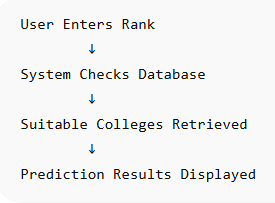 User Enters Rank
↓
System Checks Database
↓
Suitable Colleges Retrieved
↓
Prediction Results Displayed